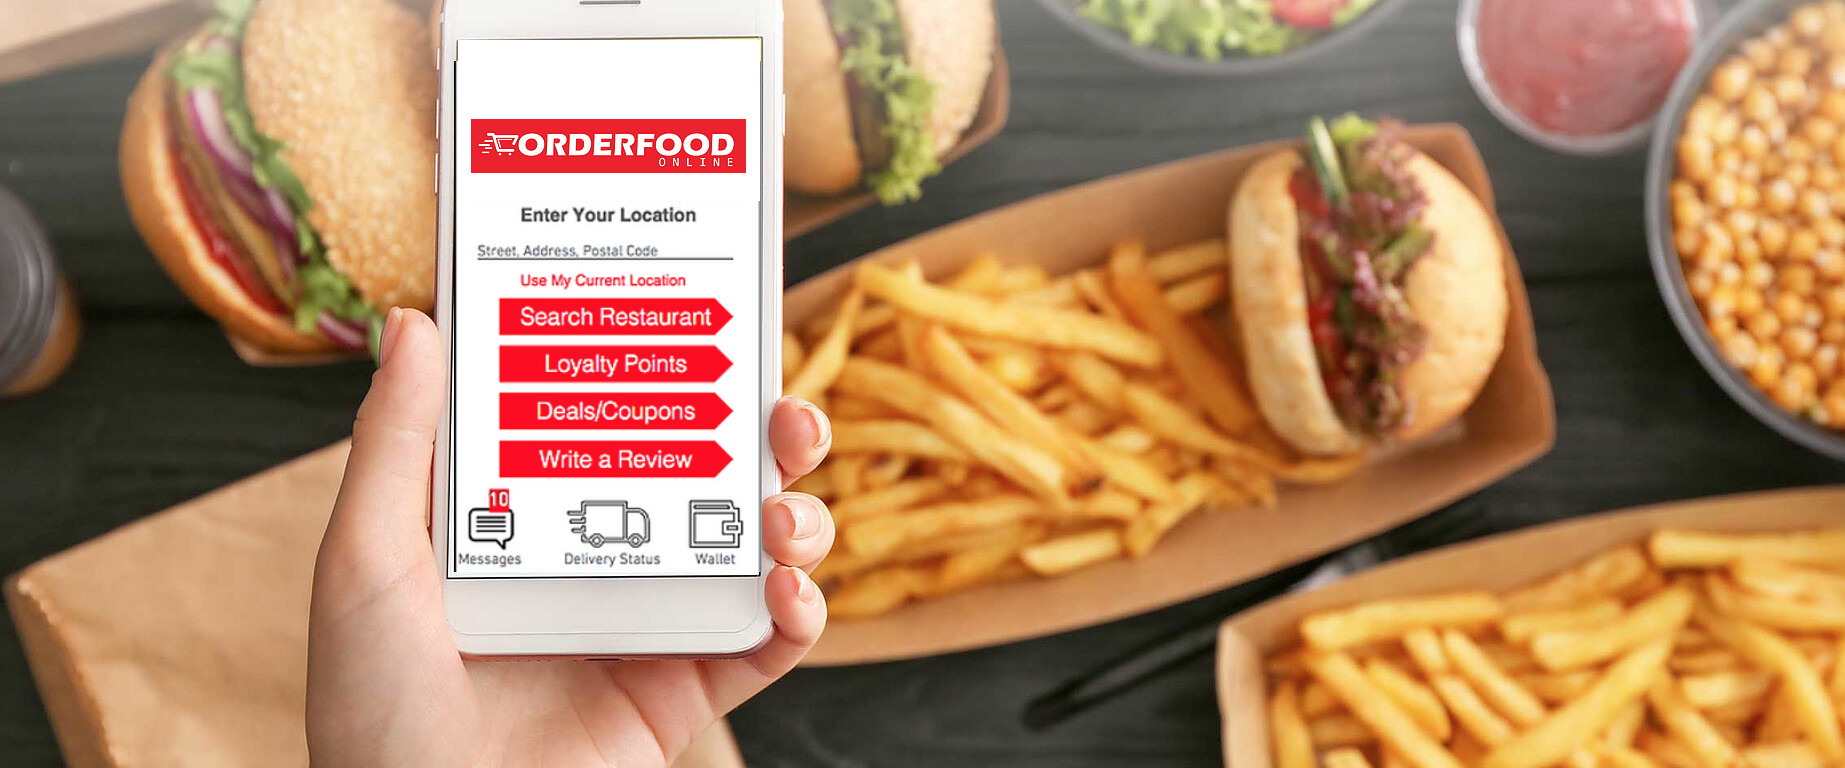 ORDERFOOD
ONLINE
Enter Your Location
Street, Address, Postal Code
Use My Current Location
Search Restaurant
Loyalty Points
Deals/Coupons
Write a Review
10
Messages
Delivery Status
Wallet